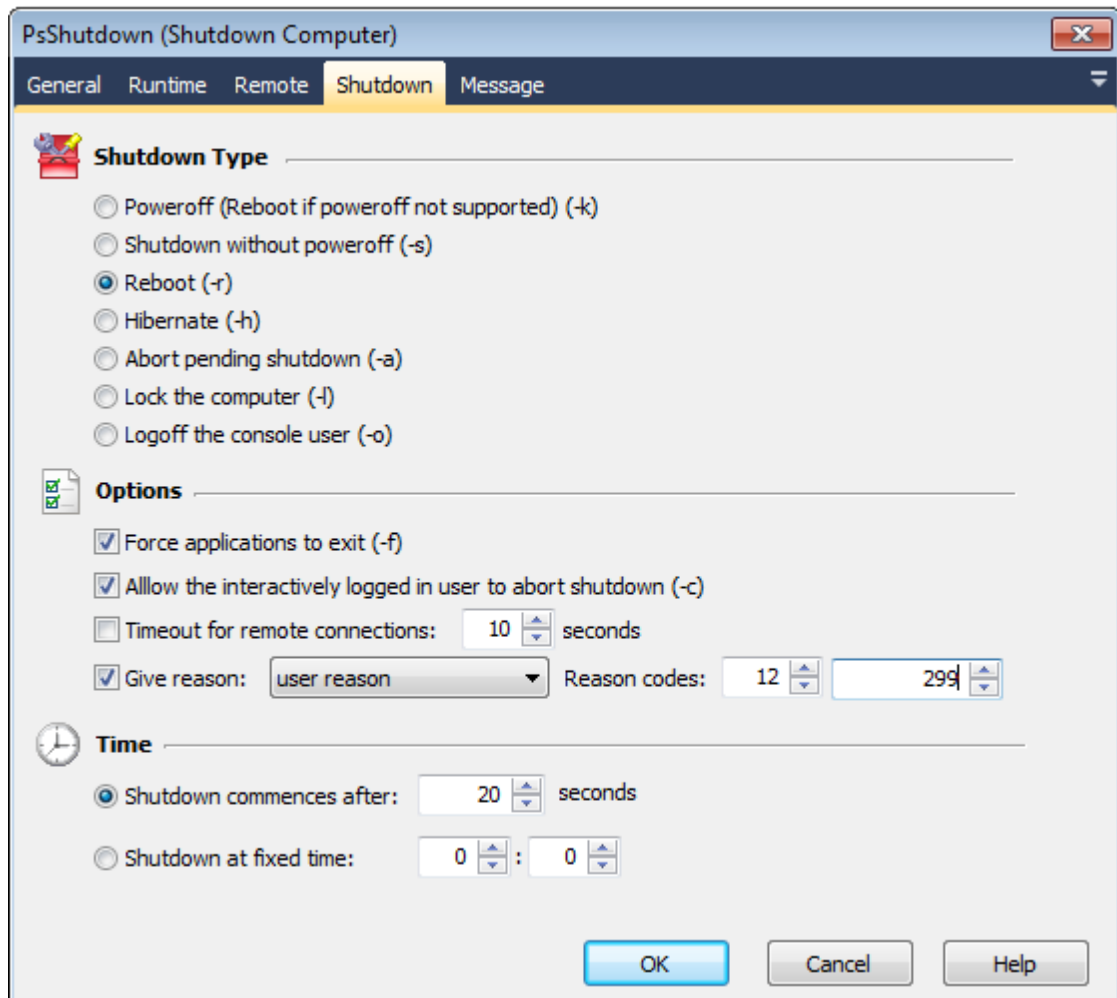 PsShutdown (Shutdown Computer)
General Runtime Remote Shutdown Message
Shutdown Type
Poweroff (Reboot if poweroff not supported) (-k)
Shutdown without poweroff (-s)
Reboot (-r)
Hibernate (-h)
Abort pending shutdown (-a)
Lock the computer (-l)
Logoff the console user (-o)
Options
Force applications to exit (-f)
Alllow the interactively logged in user to abort shutdown (-c)
Timeout for remote connections: 10 seconds
Give reason: user reason Reason codes: 12 299
Time
Shutdown commences after: 20 seconds
Shutdown at fixed time: 0 : 0
OK Cancel Help